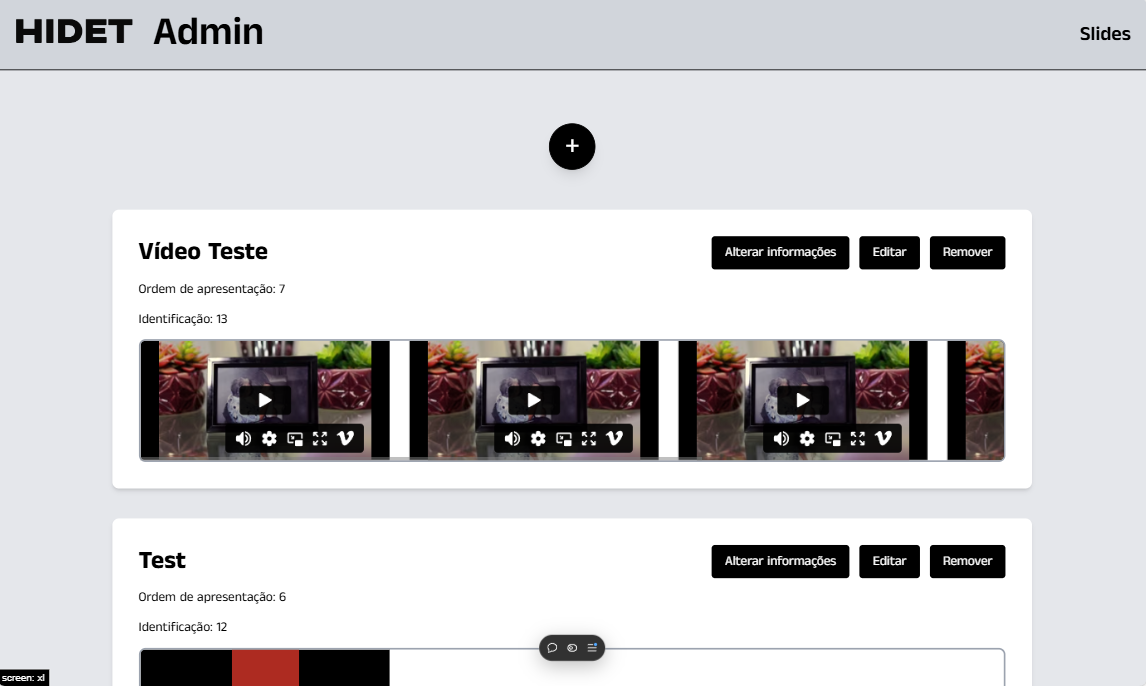 HIDET Admin
Slides
+
Vídeo Teste
Alterar informações
Editar
Remover
Ordem de apresentação: 7
Identificação: 13
Test
Alterar informações
Editar
Remover
Ordem de apresentação: 6
Identificação: 12
screen: xl